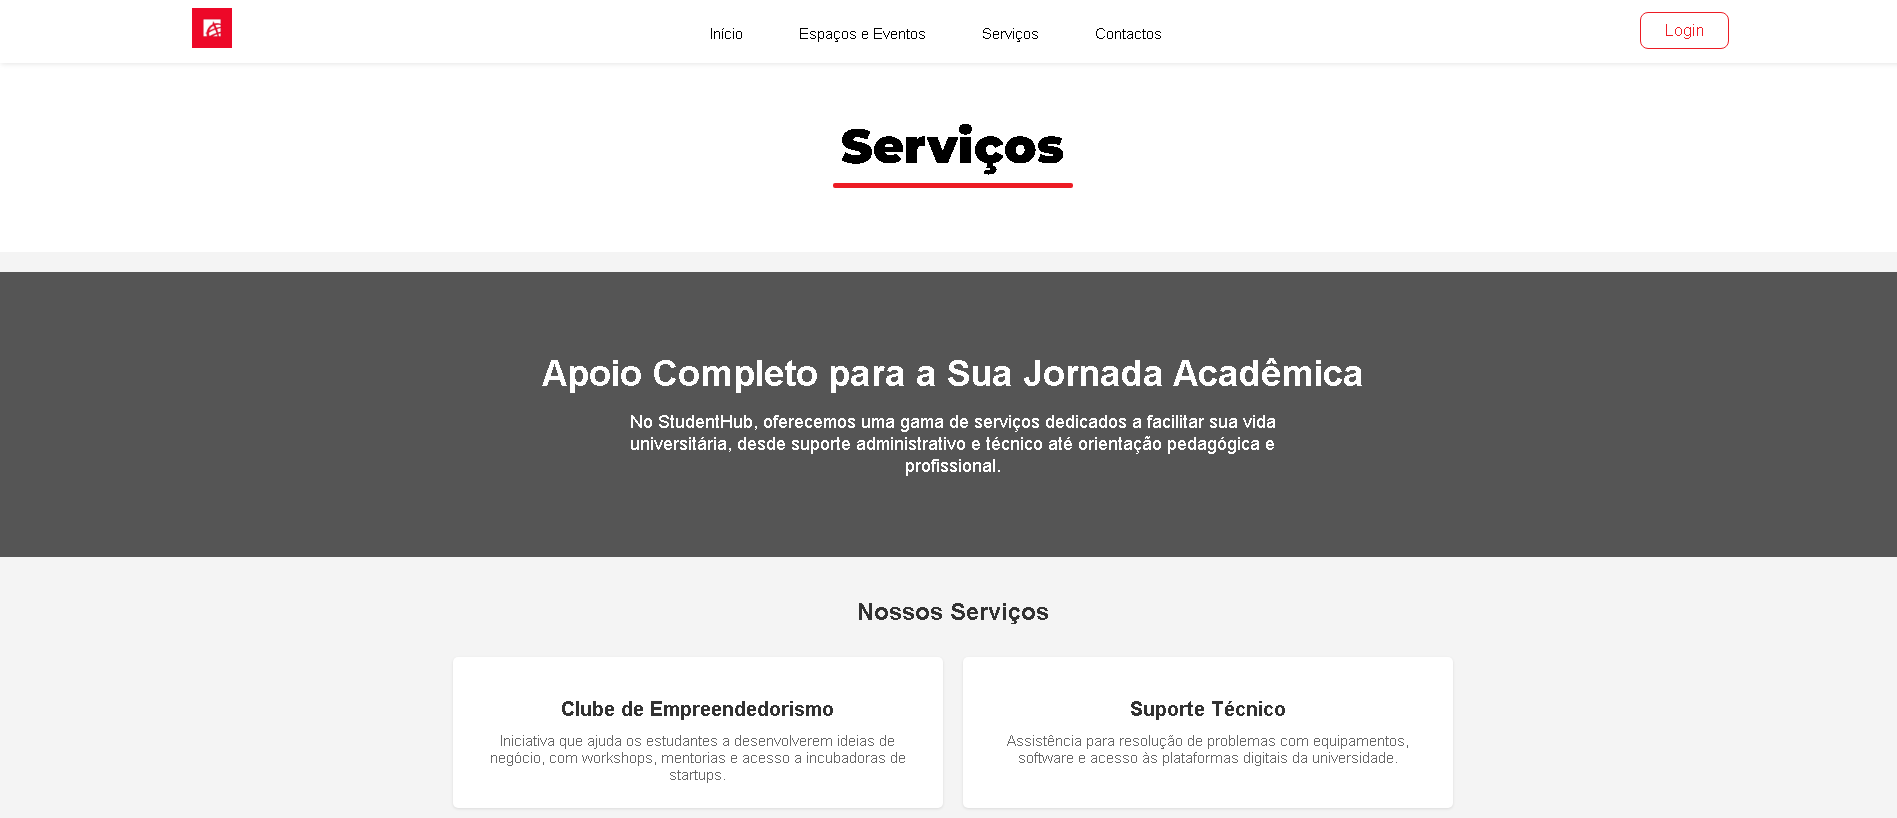 Início
Espaços e Eventos
Serviços
Contactos
Login
Serviços
Apoio Completo para a Sua Jornada Acadêmica
No StudentHub, oferecemos uma gama de serviços dedicados a facilitar sua vida
universitária, desde suporte administrativo e técnico até orientação pedagógica e
profissional.
Nossos Serviços
Clube de Empreendedorismo
Iniciativa que ajuda os estudantes a desenvolverem ideias de
negócio, com workshops, mentorias e acesso a incubadoras de
startups.
Suporte Técnico
Assistência para resolução de problemas com equipamentos,
software e acesso às plataformas digitais da universidade.